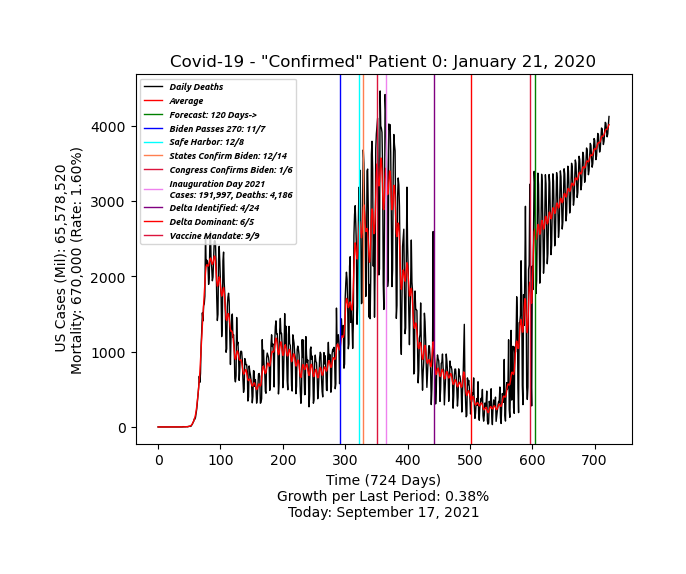 Covid-19 - "Confirmed" Patient 0: January 21, 2020
US Cases (Mil): 65,578,520
Mortality: 670,000 (Rate: 1.60%)
4000
3000
2000
1000
0
Daily Deaths
Average
Forecast: 120 Days->
Biden Passes 270: 11/7
Safe Harbor: 12/8
States Confirm Biden: 12/14
Congress Confirms Biden: 1/6
Inauguration Day 2021
Cases: 191,997, Deaths: 4,186
Delta Identified: 4/24
Delta Dominant: 6/5
Vaccine Mandate: 9/9
0 100 200 300 400 500 600 700
Time (724 Days)
Growth per Last Period: 0.38%
Today: September 17, 2021